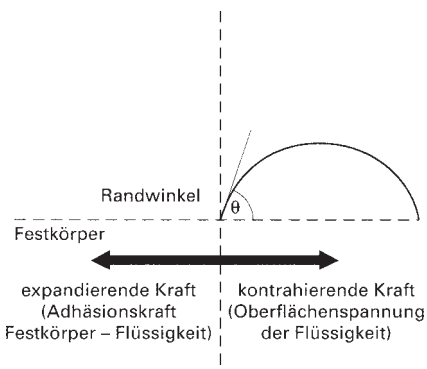 Randwinkel
θ
Festkörper
expandierende Kraft
(Adhäsionskraft
Festkörper – Flüssigkeit)
kontrahierende Kraft
(Oberflächenspannung
der Flüssigkeit)